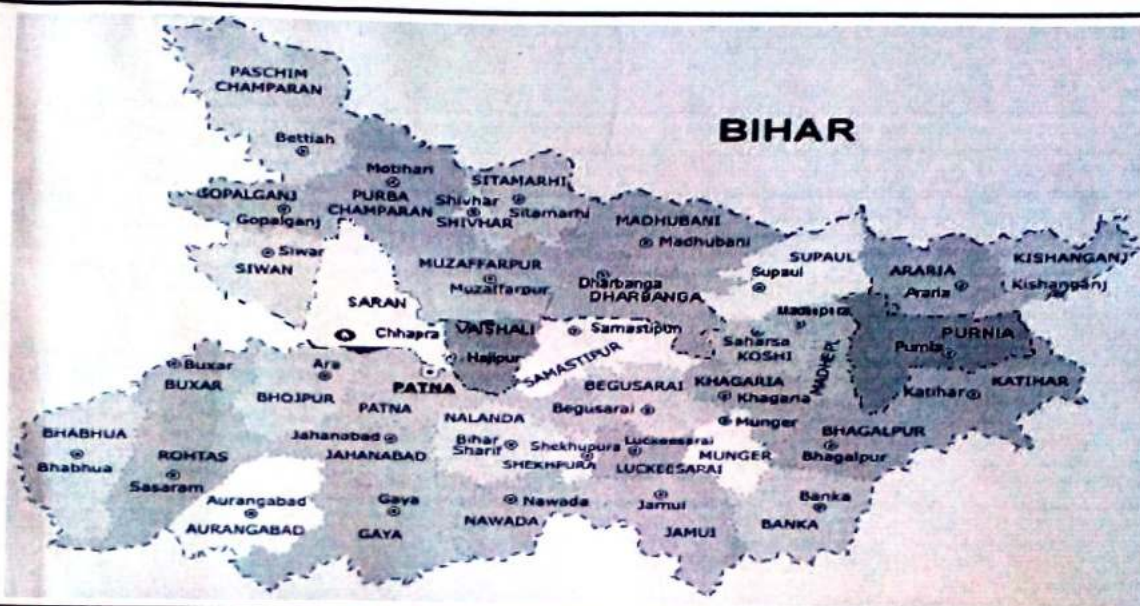 PASCHIM
CHAMPARAN
BIHAR
Bettiah
Motihari
SITAMARHI
GOPALGANJ
PURBA
CHAMPARAN
Shivhar
SHIVHAR
Sitamarhi
Gopalganj
MADHUBANI
Madhubani
Siwan
SIWAN
MUZAFFARPUR
Muzaffarpur
SUPAUL
Supaul
ARARIA
Araria
KISHANGANJ
Kishanganj
Dharbanga
DHARBANGA
SARAN
Chhapra
VAISHALI
Hajipur
Samastipur
SAMASTIPUR
Madhepura
Saharsa
KOSHI
PURNIA
Purnia
Buxar
BUXAR
Ara
BHOJPUR
PATNA
PATNA
BEGUSARAI
Begusarai
KHAGARIA
Khagaria
Katihar
KATIHAR
BHABHUA
Bhabhua
ROHTAS
Sasaram
Jahanabad
JAHANABAD
NALANDA
Bihar
Sharif
Shekhupura
SHEKHPURA
Luckeesarai
LUCKEESARAI
Munger
MUNGER
BHAGALPUR
Bhagalpur
Aurangabad
AURANGABAD
Gaya
GAYA
Nawada
NAWADA
Jamui
JAMUI
Banka
BANKA